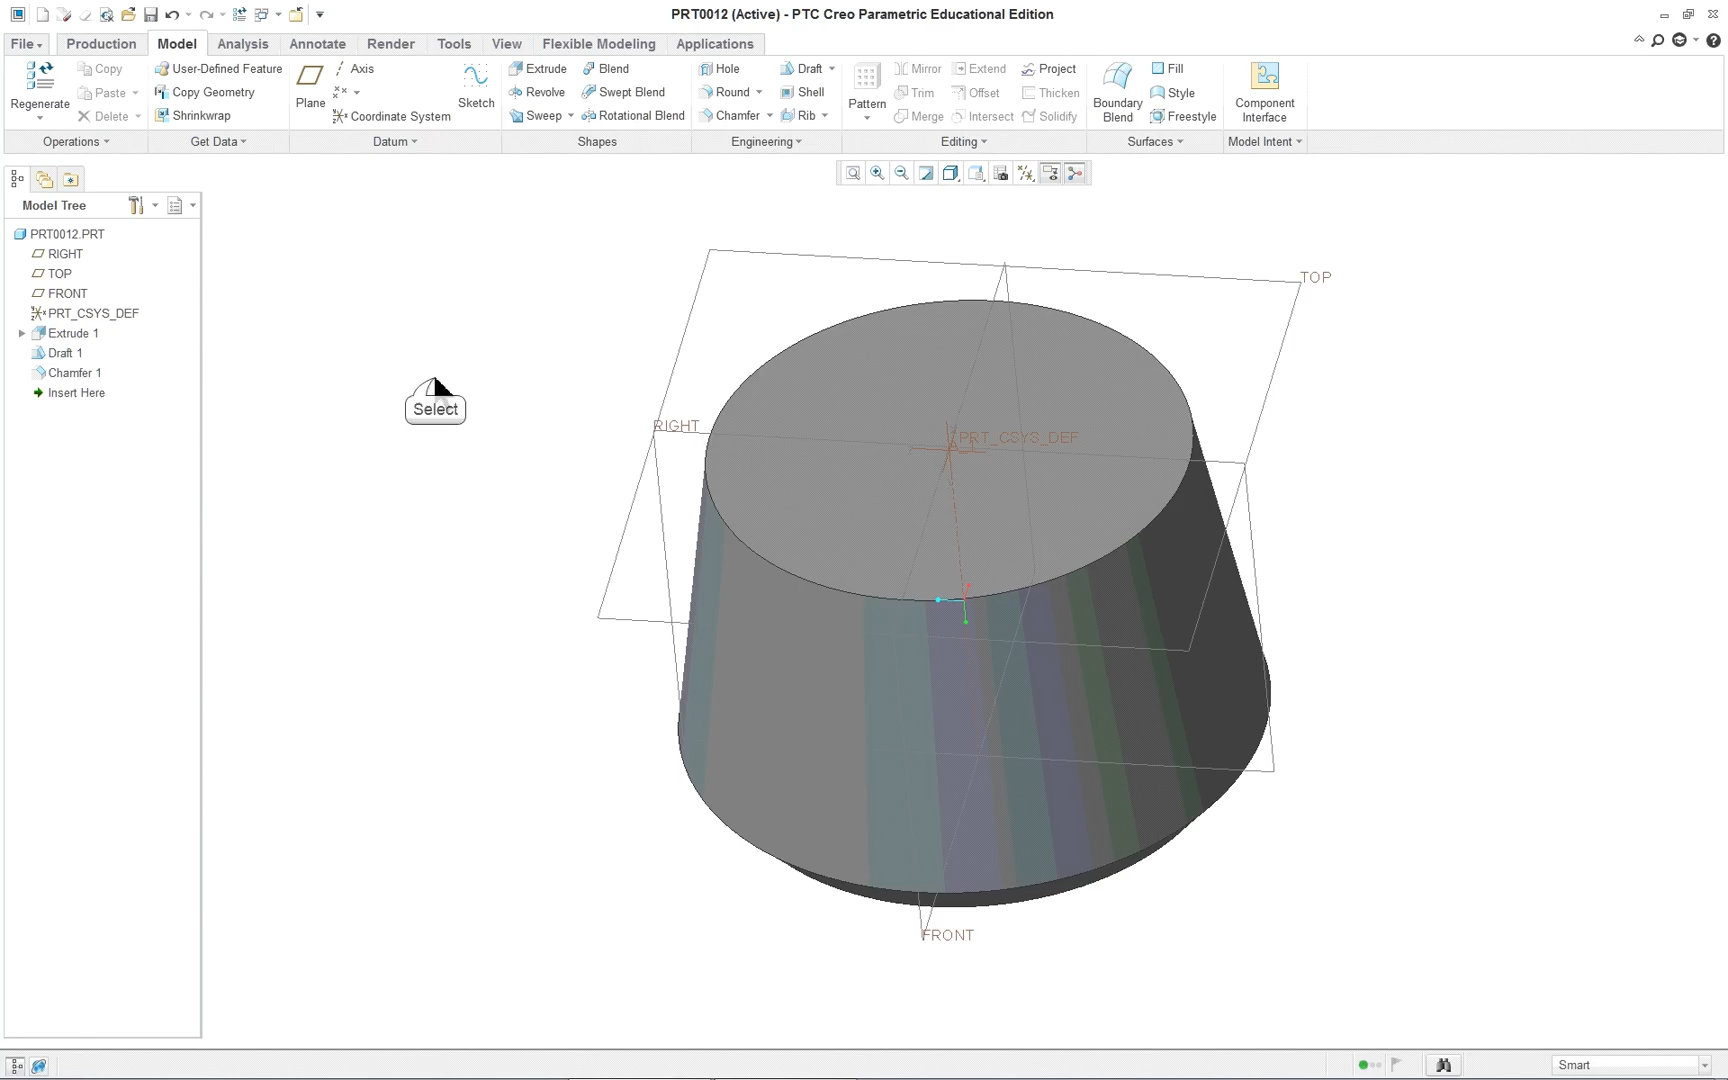 PRT0012 (Active) - PTC Creo Parametric Educational Edition
File Production Model Analysis Annotate Render Tools View Flexible Modeling Applications
Regenerate
Copy
Paste
Delete
User-Defined Feature
Copy Geometry
Shrinkwrap
Plane
Axis
Coordinate System
Sketch
Extrude
Revolve
Sweep
Blend
Swept Blend
Rotational Blend
Hole
Round
Chamfer
Draft
Shell
Rib
Pattern
Mirror
Trim
Merge
Extend
Offset
Intersect
Project
Thicken
Solidify
Boundary
Blend
Fill
Style
Freestyle
Component
Interface
Operations Get Data Datum Shapes Engineering Editing Surfaces Model Intent
Model Tree
PRT0012.PRT
RIGHT
TOP
FRONT
PRT_CSYS_DEF
Extrude 1
Draft 1
Chamfer 1
Insert Here
Select
TOP
RIGHT
PRT_CSYS_DEF
FRONT
Smart